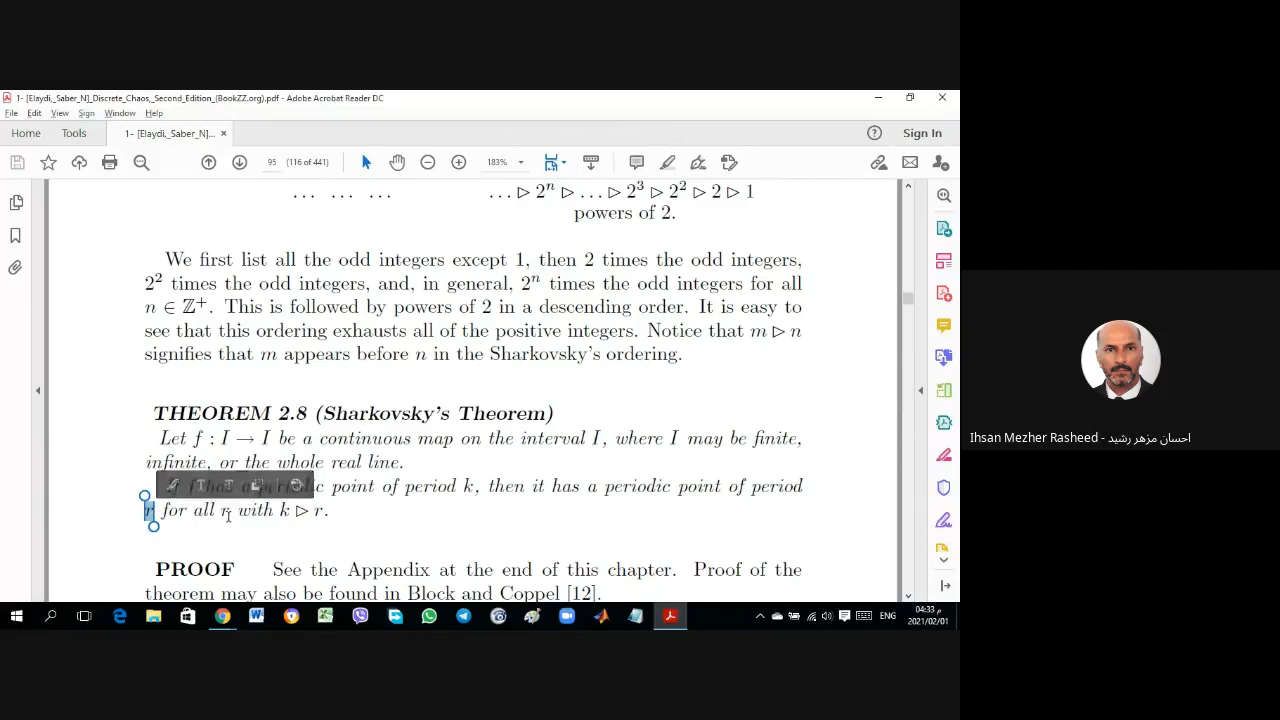 1- [Elaydi,_Saber_N]_Discrete_Chaos,_Second_Edition_(BookZZ.org).pdf - Adobe Acrobat Reader DC
File Edit View Sign Window Help
Home Tools 1- [Elaydi,_Saber_N]... × Sign In
95 (116 of 441) 183%
... ... ... ... ▷ 2ⁿ ▷ ... ▷ 2³ ▷ 2² ▷ 2 ▷ 1
powers of 2.
We first list all the odd integers except 1, then 2 times the odd integers,
2² times the odd integers, and, in general, 2ⁿ times the odd integers for all
n ∈ ℤ⁺. This is followed by powers of 2 in a descending order. It is easy to
see that this ordering exhausts all of the positive integers. Notice that m ▷ n
signifies that m appears before n in the Sharkovsky's ordering.
THEOREM 2.8 (Sharkovsky's Theorem)
Let f : I → I be a continuous map on the interval I, where I may be finite,
infinite, or the whole real line.
point of period k, then it has a periodic point of period
r for all r with k ▷ r.
PROOF See the Appendix at the end of this chapter. Proof of the
theorem may also be found in Block and Coppel [12].
Ihsan Mezher Rasheed - احسان مزهر رشيد
ENG
04:33 م
2021/02/01